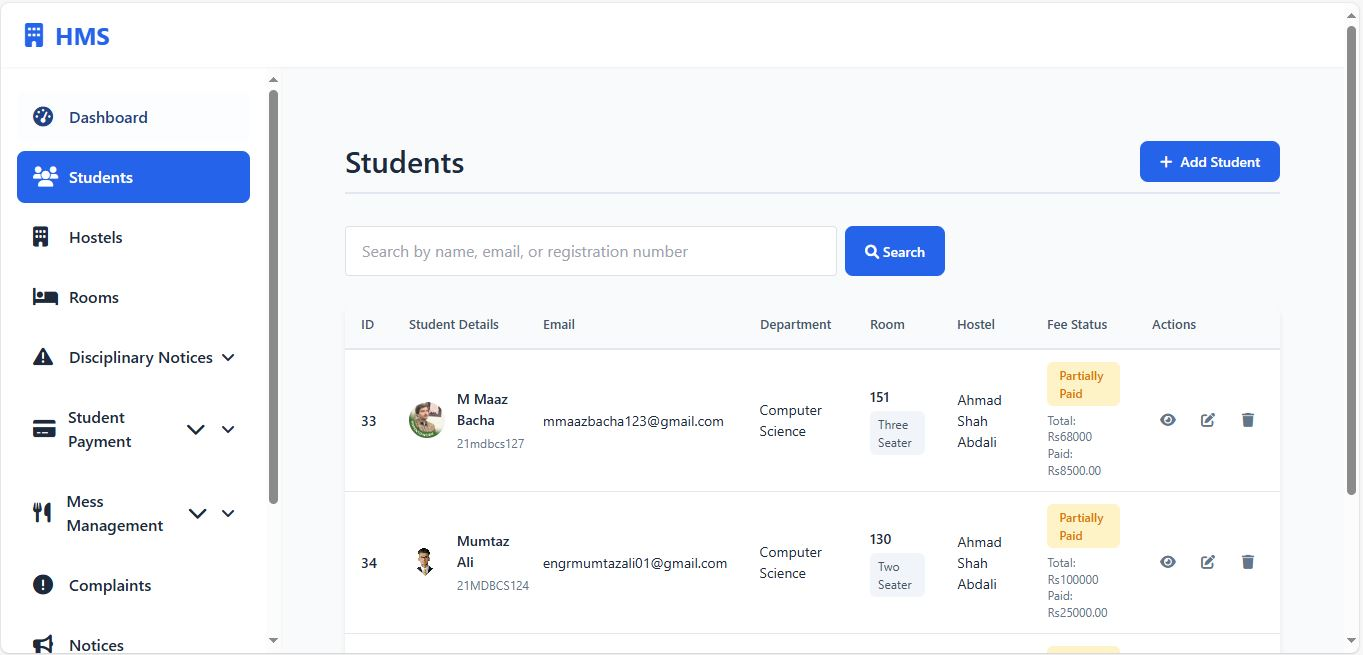 HMS
Dashboard
Students
Hostels
Rooms
Disciplinary Notices
Student
Payment
Mess
Management
Complaints
Notices
Students
+ Add Student
Search by name, email, or registration number
Search
ID Student Details Email Department Room Hostel Fee Status Actions
33
M Maaz
Bacha
21mdbcs127
mmaazbacha123@gmail.com
Computer
Science
151
Three
Seater
Ahmad
Shah
Abdali
Partially
Paid
Total:
Rs68000
Paid:
Rs8500.00
34
Mumtaz
Ali
21MDBCS124
engrmumtazali01@gmail.com
Computer
Science
130
Two
Seater
Ahmad
Shah
Abdali
Partially
Paid
Total:
Rs100000
Paid:
Rs25000.00